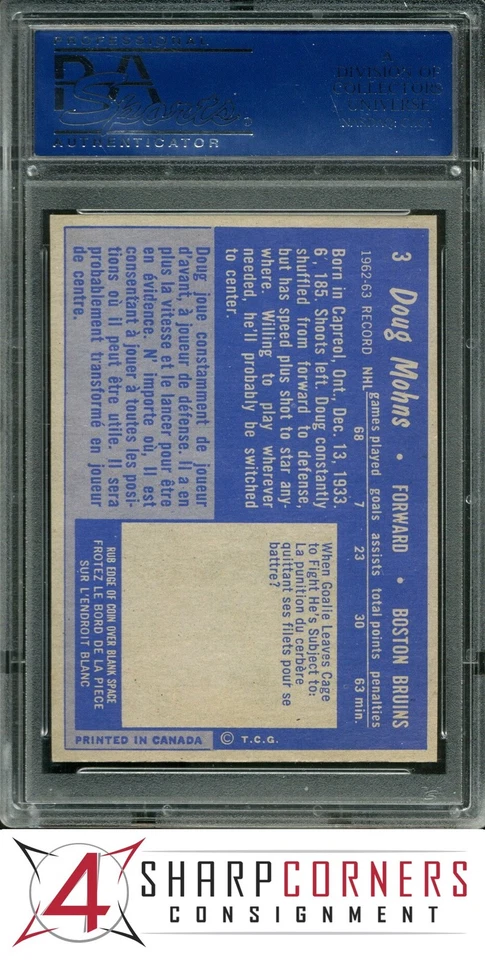 PROFESSIONAL
PSA
Sports
AUTHENTICATOR
A
DIVISION OF
COLLECTORS
UNIVERSE
3 Doug Mohns • FORWARD • BOSTON BRUINS
1962-63 RECORD NHL games played goals assists total points penalties
68 7 23 30 63 min.
Born in Capreol, Ont., Dec. 13, 1933.
6', 185. Shoots left. Doug constantly
shuffled from forward to defense,
but has speed plus shot to star any-
where. Willing to play wherever
needed, he'll probably be switched
to center.
Doug joue constamment de joueur
d'avant, à joueur de défense. Il a en
plus la vitesse et le lancer pour être
en évidence. N' importe où, Il est
consentant à jouer à toutes les posi-
tions où il peut être utile. Il sera
probablement transformé en joueur
de centre.
When Goalie Leaves Cage
to Fight He's Subject to:
La punition du cerbère
quittant ses filets pour se
battre?
RUB EDGE OF COIN OVER BLANK SPACE
FROTEZ LE BORD DE LA PIECE
SUR L'ENDROIT BLANC
© T.C.G.
PRINTED IN CANADA
4 SHARPCORNERS
CONSIGNMENT